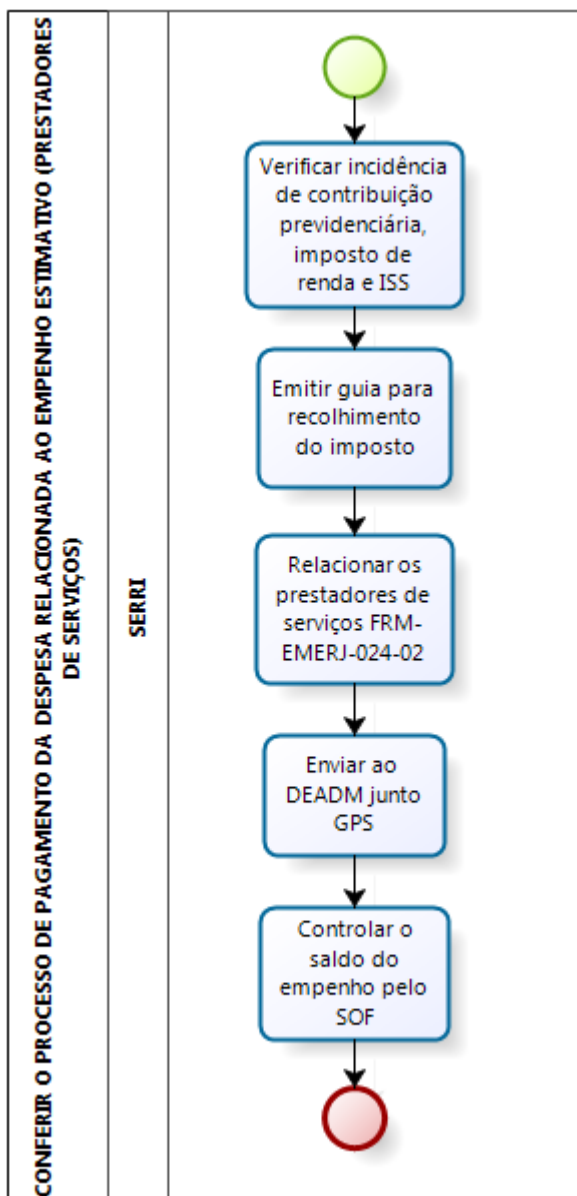 CONFERIR O PROCESSO DE PAGAMENTO DA DESPESA RELACIONADA AO EMPENHO ESTIMATIVO (PRESTADORES
DE SERVIÇOS)
SERRI
Verificar incidência
de contribuição
previdenciária,
imposto de
renda e ISS
Emitir guia para
recolhimento
do imposto
Relacionar os
prestadores de
serviços FRM-
EMERJ-024-02
Enviar ao
DEADM junto
GPS
Controlar o
saldo do
empenho pelo
SOF